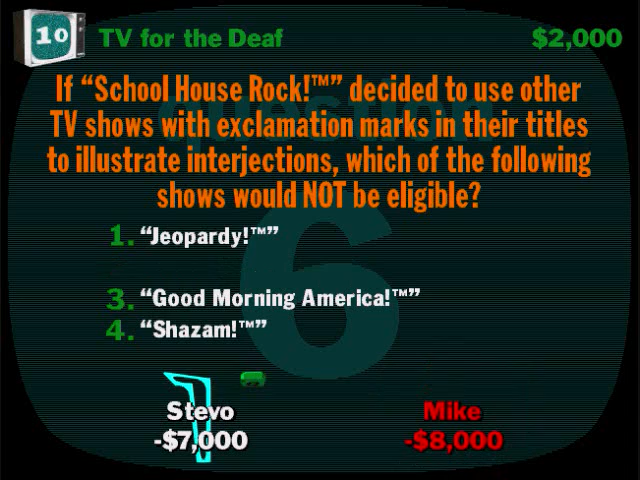 10 TV for the Deaf $2,000
question
If “School House Rock!™” decided to use other
TV shows with exclamation marks in their titles
to illustrate interjections, which of the following
shows would NOT be eligible?
1. “Jeopardy!™”
3. “Good Morning America!™”
4. “Shazam!™”
6
Stevo Mike
-$7,000 -$8,000